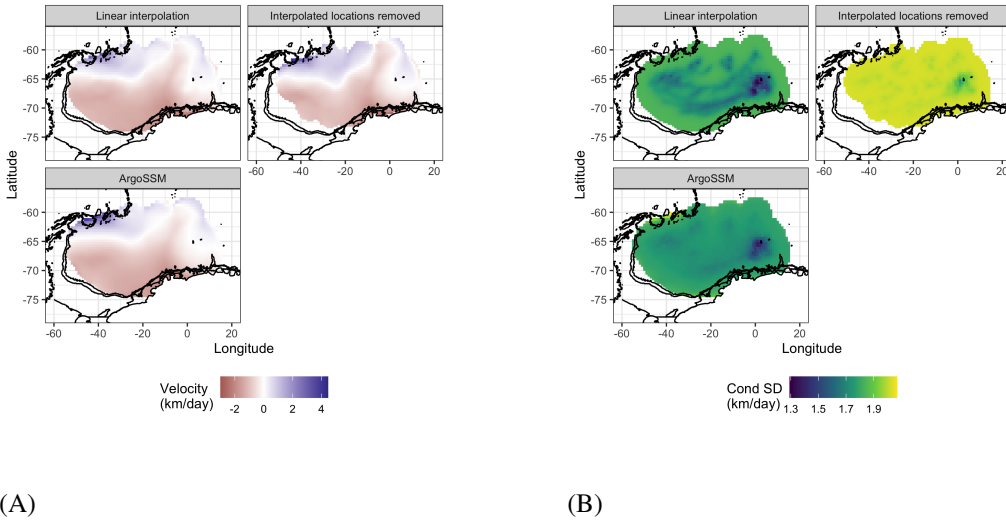 Linear interpolation Interpolated locations removed
-60
-65
-70
-75
ArgoSSM
-60 -40 -20 0 20
-60
-65
-70
-75
-60 -40 -20 0 20
Latitude
Longitude
Velocity
(km/day)
-2 0 2 4
(A)
Linear interpolation Interpolated locations removed
-60
-65
-70
-75
ArgoSSM
-60 -40 -20 0 20
-60
-65
-70
-75
-60 -40 -20 0 20
Latitude
Longitude
Cond SD
(km/day)
1.3 1.5 1.7 1.9
(B)